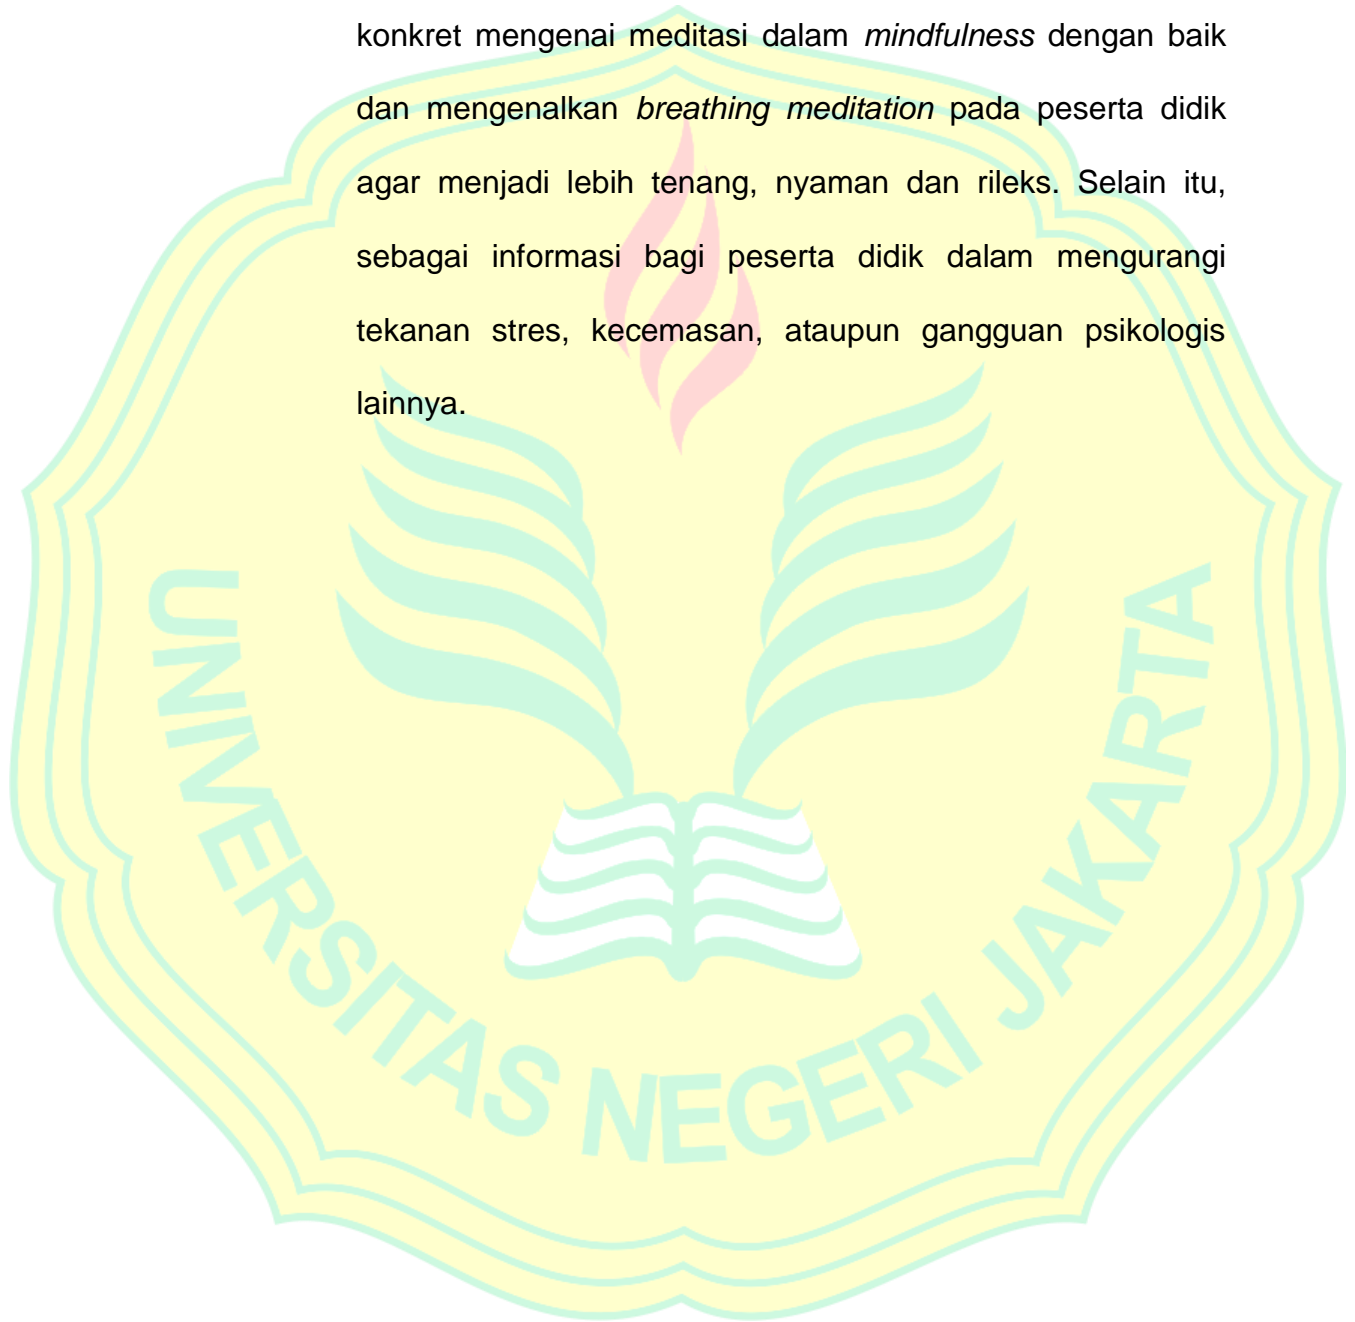 konkret mengenai meditasi dalam mindfulness dengan baik
dan mengenalkan breathing meditation pada peserta didik
agar menjadi lebih tenang, nyaman dan rileks. Selain itu,
sebagai informasi bagi peserta didik dalam mengurangi
tekanan stres, kecemasan, ataupun gangguan psikologis
lainnya.
UNIVERSITAS NEGERI JAKARTA